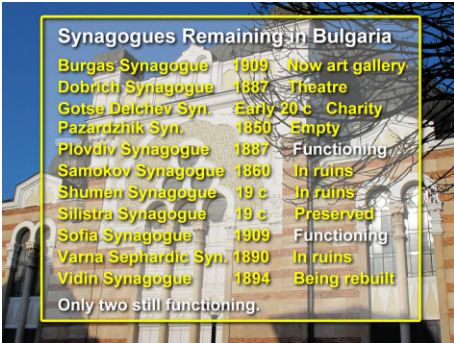 Synagogues Remaining in Bulgaria
Burgas Synagogue 1909 Now art gallery
Dobrich Synagogue 1887 Theatre
Gotse Delchev Syn. Early 20 c Charity
Pazardzhik Syn. 1850 Empty
Plovdiv Synagogue 1887 Functioning
Samokov Synagogue 1860 In ruins
Shumen Synagogue 19 c In ruins
Silistra Synagogue 19 c Preserved
Sofia Synagogue 1909 Functioning
Varna Sephardic Syn. 1890 In ruins
Vidin Synagogue 1894 Being rebuilt
Only two still functioning.